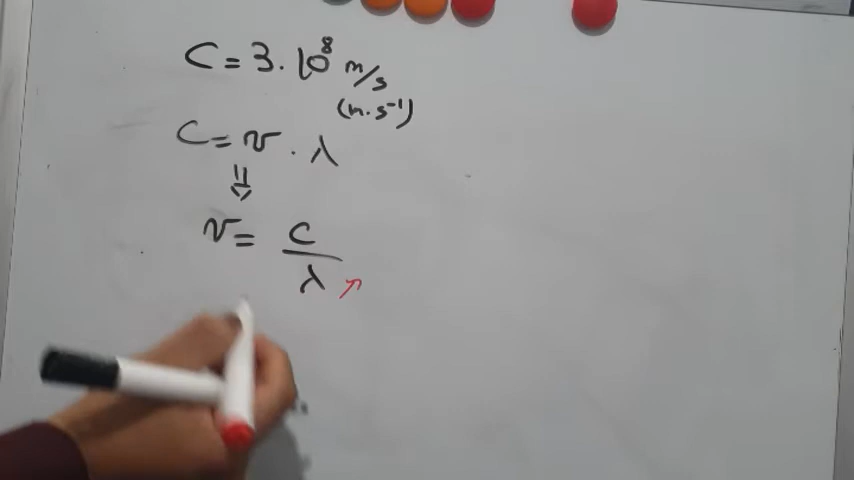 C = 3 . 10⁸ m/s
(m.s⁻¹)
C = ν . λ
⇓
ν = C/λ ↗